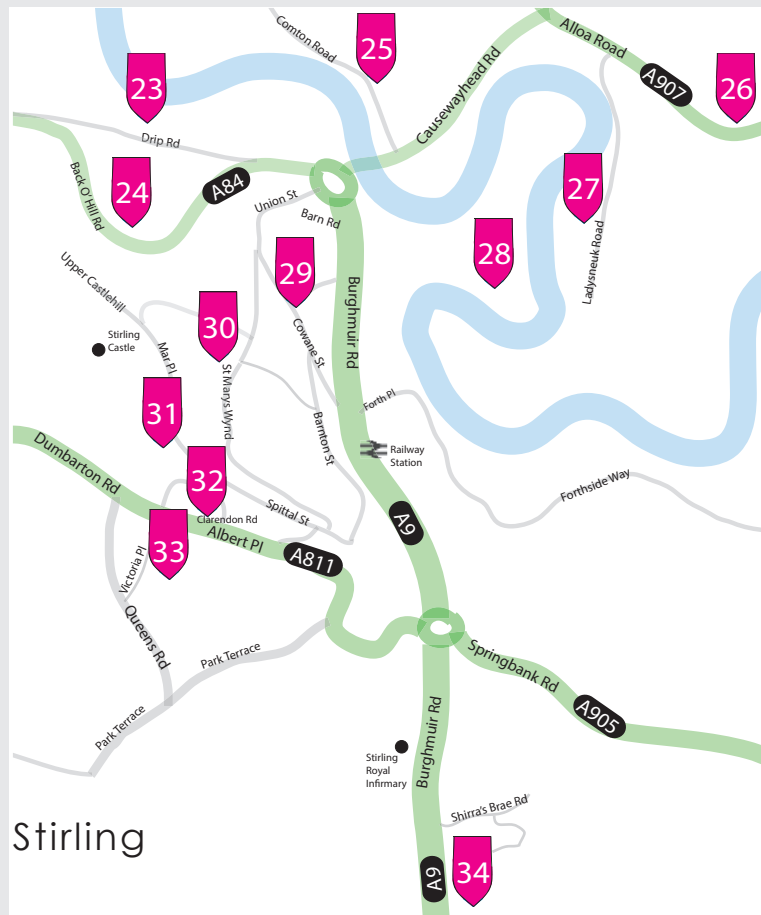 Comton Road
25
Alloa Road
23
A907
26
Causewayhead Rd
Drip Rd
24
Back O' Hill Rd
A84
27
Union St
Barn Rd
28
Ladysneuk Road
29
Upper Castlehill
Burghmuir Rd
30
Stirling
Castle
Mar Pl
Cowane St
St Marys Wynd
31
Forth Pl
Barnton St
Railway
Station
Dumbarton Rd
32
Forthside Way
Spittal St
Clarendon Rd
A9
33
Albert Pl
A811
Victoria Pl
Queens Rd
Park Terrace
Springbank Rd
Park Terrace
A905
Burghmuir Rd
Stirling
Royal
Infirmary
Shirra's Brae Rd
Stirling
34
A9